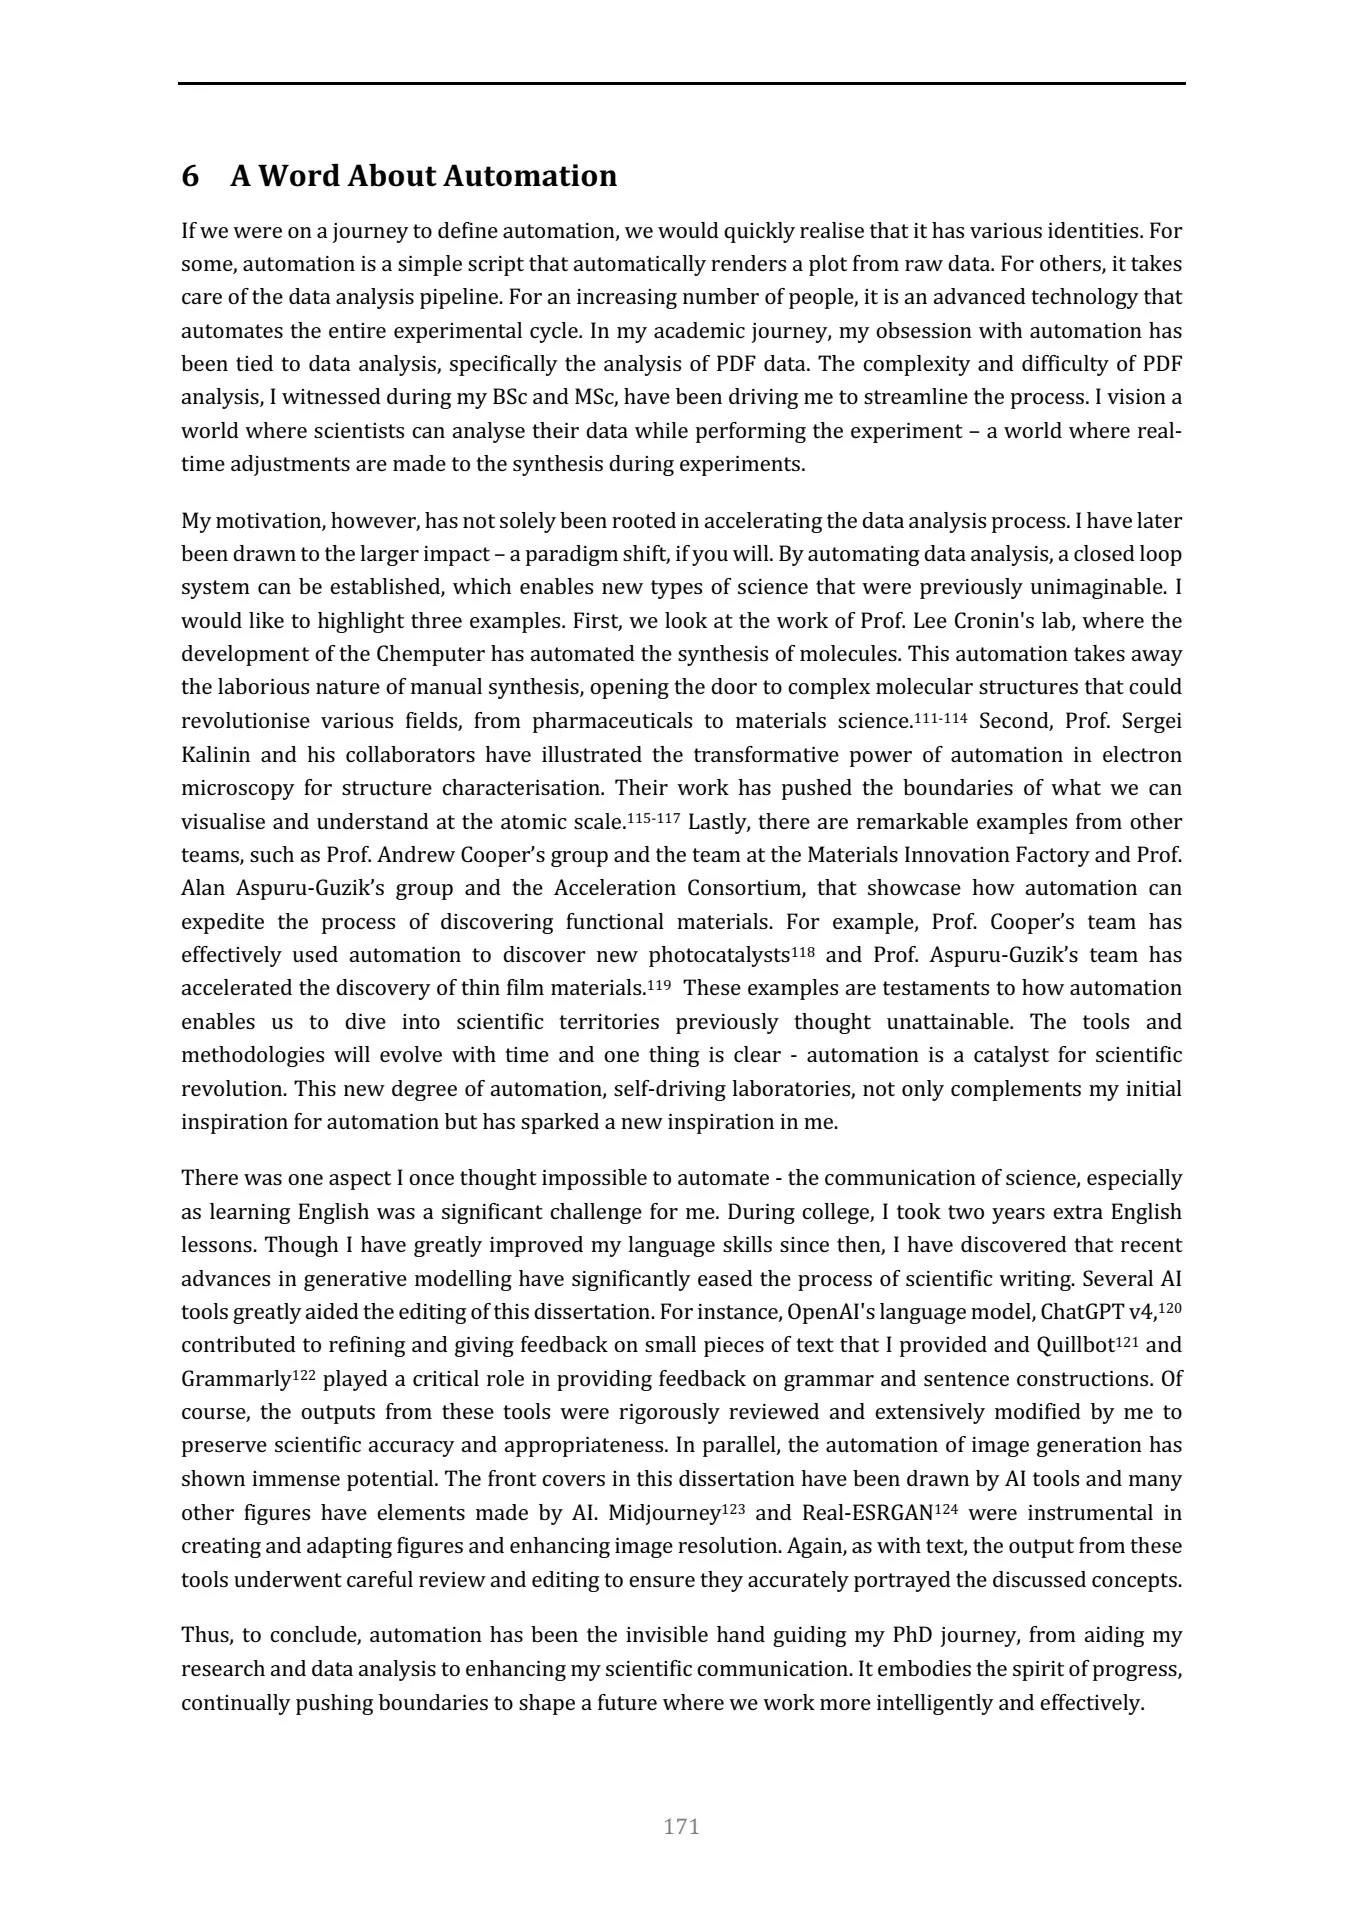 6 A Word About Automation
If we were on a journey to define automation, we would quickly realise that it has various identities. For
some, automation is a simple script that automatically renders a plot from raw data. For others, it takes
care of the data analysis pipeline. For an increasing number of people, it is an advanced technology that
automates the entire experimental cycle. In my academic journey, my obsession with automation has
been tied to data analysis, specifically the analysis of PDF data. The complexity and difficulty of PDF
analysis, I witnessed during my BSc and MSc, have been driving me to streamline the process. I vision a
world where scientists can analyse their data while performing the experiment – a world where real-
time adjustments are made to the synthesis during experiments.
My motivation, however, has not solely been rooted in accelerating the data analysis process. I have later
been drawn to the larger impact – a paradigm shift, if you will. By automating data analysis, a closed loop
system can be established, which enables new types of science that were previously unimaginable. I
would like to highlight three examples. First, we look at the work of Prof. Lee Cronin's lab, where the
development of the Chemputer has automated the synthesis of molecules. This automation takes away
the laborious nature of manual synthesis, opening the door to complex molecular structures that could
revolutionise various fields, from pharmaceuticals to materials science.111-114 Second, Prof. Sergei
Kalinin and his collaborators have illustrated the transformative power of automation in electron
microscopy for structure characterisation. Their work has pushed the boundaries of what we can
visualise and understand at the atomic scale.115-117 Lastly, there are remarkable examples from other
teams, such as Prof. Andrew Cooper’s group and the team at the Materials Innovation Factory and Prof.
Alan Aspuru-Guzik’s group and the Acceleration Consortium, that showcase how automation can
expedite the process of discovering functional materials. For example, Prof. Cooper’s team has
effectively used automation to discover new photocatalysts118 and Prof. Aspuru-Guzik’s team has
accelerated the discovery of thin film materials.119 These examples are testaments to how automation
enables us to dive into scientific territories previously thought unattainable. The tools and
methodologies will evolve with time and one thing is clear - automation is a catalyst for scientific
revolution. This new degree of automation, self-driving laboratories, not only complements my initial
inspiration for automation but has sparked a new inspiration in me.
There was one aspect I once thought impossible to automate - the communication of science, especially
as learning English was a significant challenge for me. During college, I took two years extra English
lessons. Though I have greatly improved my language skills since then, I have discovered that recent
advances in generative modelling have significantly eased the process of scientific writing. Several AI
tools greatly aided the editing of this dissertation. For instance, OpenAI's language model, ChatGPT v4,120
contributed to refining and giving feedback on small pieces of text that I provided and Quillbot121 and
Grammarly122 played a critical role in providing feedback on grammar and sentence constructions. Of
course, the outputs from these tools were rigorously reviewed and extensively modified by me to
preserve scientific accuracy and appropriateness. In parallel, the automation of image generation has
shown immense potential. The front covers in this dissertation have been drawn by AI tools and many
other figures have elements made by AI. Midjourney123 and Real-ESRGAN124 were instrumental in
creating and adapting figures and enhancing image resolution. Again, as with text, the output from these
tools underwent careful review and editing to ensure they accurately portrayed the discussed concepts.
Thus, to conclude, automation has been the invisible hand guiding my PhD journey, from aiding my
research and data analysis to enhancing my scientific communication. It embodies the spirit of progress,
continually pushing boundaries to shape a future where we work more intelligently and effectively.
171